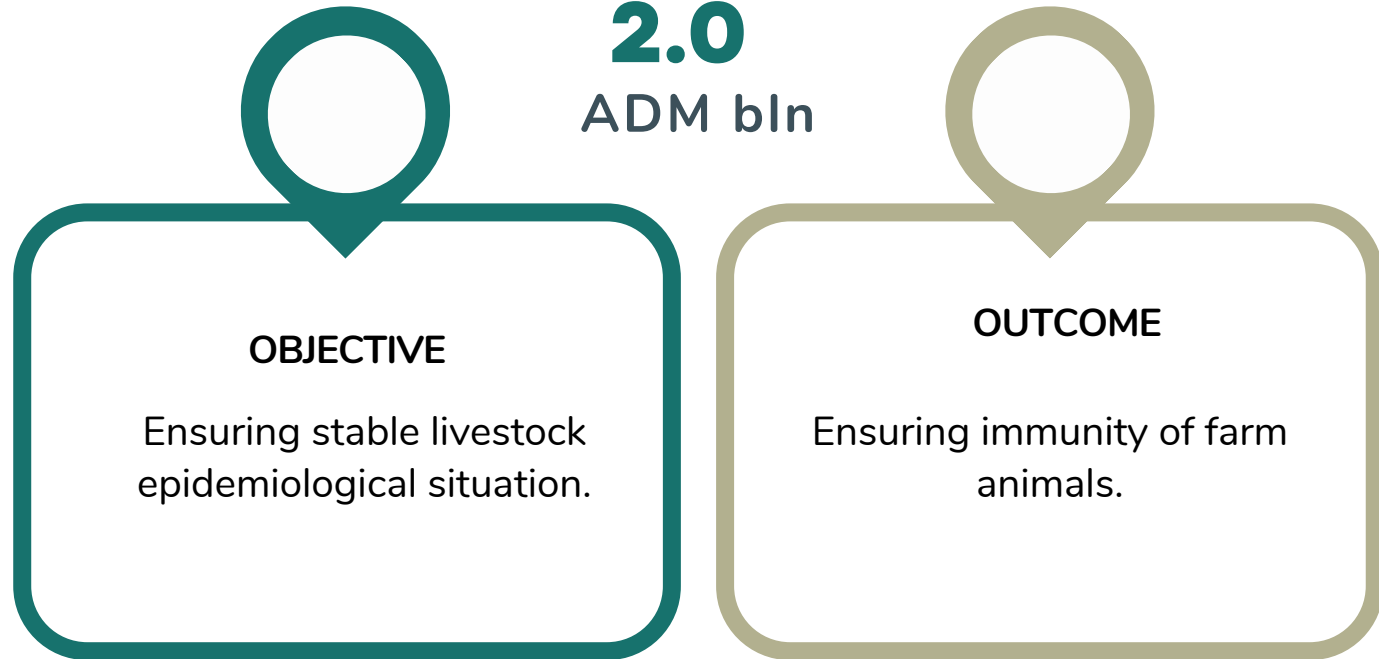 2.0
ADM bln
OBJECTIVE
Ensuring stable livestock
epidemiological situation.
OUTCOME
Ensuring immunity of farm
animals.